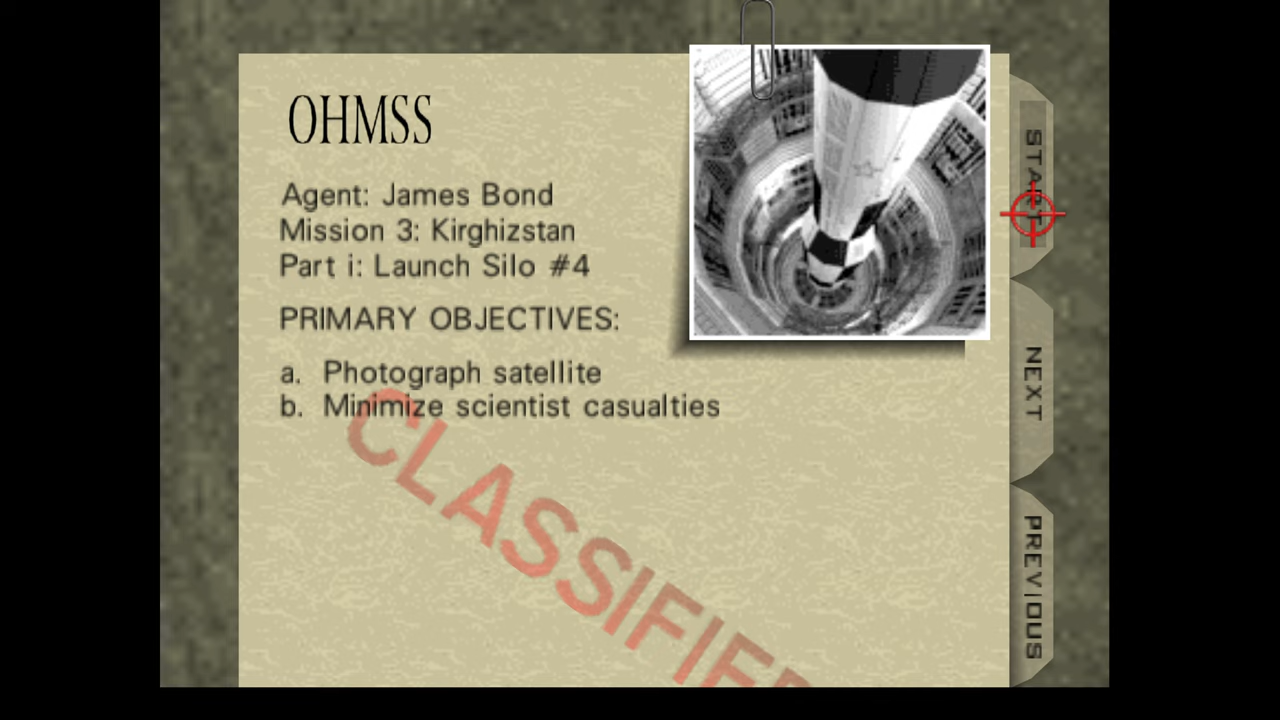 OHMSS
Agent: James Bond
Mission 3: Kirghizstan
Part i: Launch Silo #4
PRIMARY OBJECTIVES:
a. Photograph satellite
b. Minimize scientist casualties
CLASSIFIED
START
NEXT
PREVIOUS